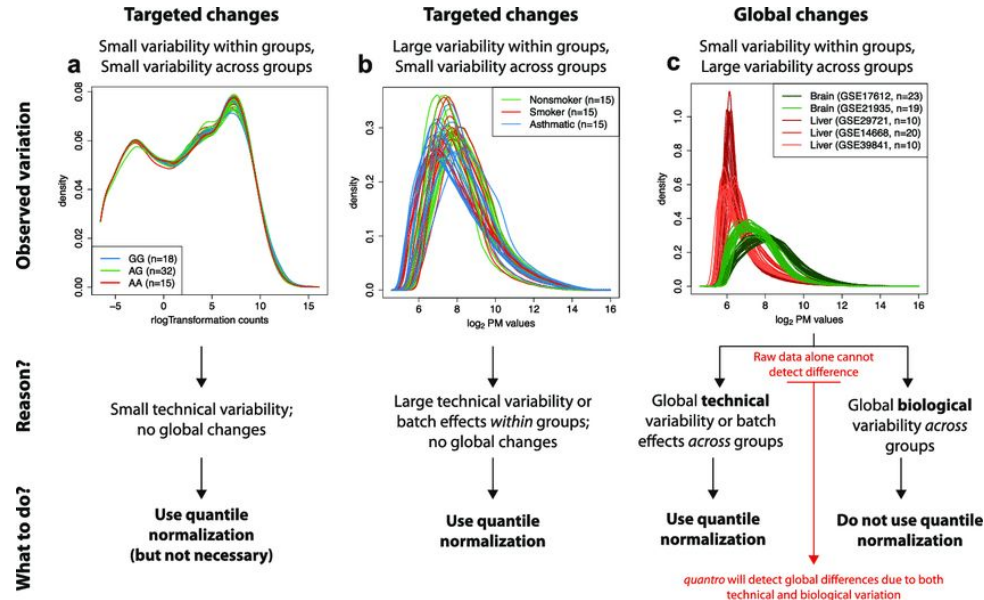 Targeted changes
Small variability within groups,
Small variability across groups
Targeted changes
Large variability within groups,
Small variability across groups
Global changes
Small variability within groups,
Large variability across groups
Observed variation
a
density
0.00
0.02
0.04
0.06
0.08
GG (n=18)
AG (n=32)
AA (n=15)
−5
0
5
10
15
rlogTransformation counts
b
density
0.0
0.1
0.2
0.3
Nonsmoker (n=15)
Smoker (n=15)
Asthmatic (n=15)
6
8
10
12
14
16
log2 PM values
c
density
0.0
0.2
0.4
0.6
0.8
1.0
Brain (GSE17612, n=23)
Brain (GSE21935, n=19)
Liver (GSE29721, n=10)
Liver (GSE14668, n=20)
Liver (GSE39841, n=10)
6
8
10
12
14
16
log2 PM values
Reason?
Small technical variability;
no global changes
Large technical variability or
batch effects within groups;
no global changes
Raw data alone cannot
detect difference
Global technical
variability or batch
effects across groups
Global biological
variability across
groups
What to do?
Use quantile
normalization
(but not necessary)
Use quantile
normalization
Use quantile
normalization
Do not use quantile
normalization
quantro will detect global differences due to both
technical and biological variation